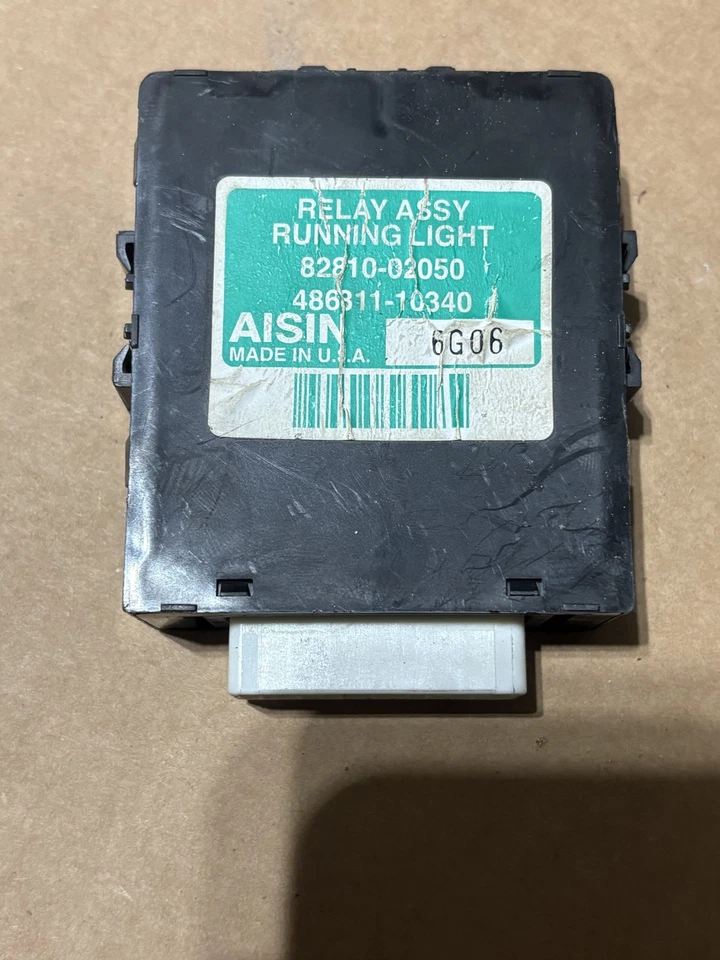 RELAY ASSY
RUNNING LIGHT
82810-02050
486311-10340
AISIN
MADE IN U.S.A.
6G06